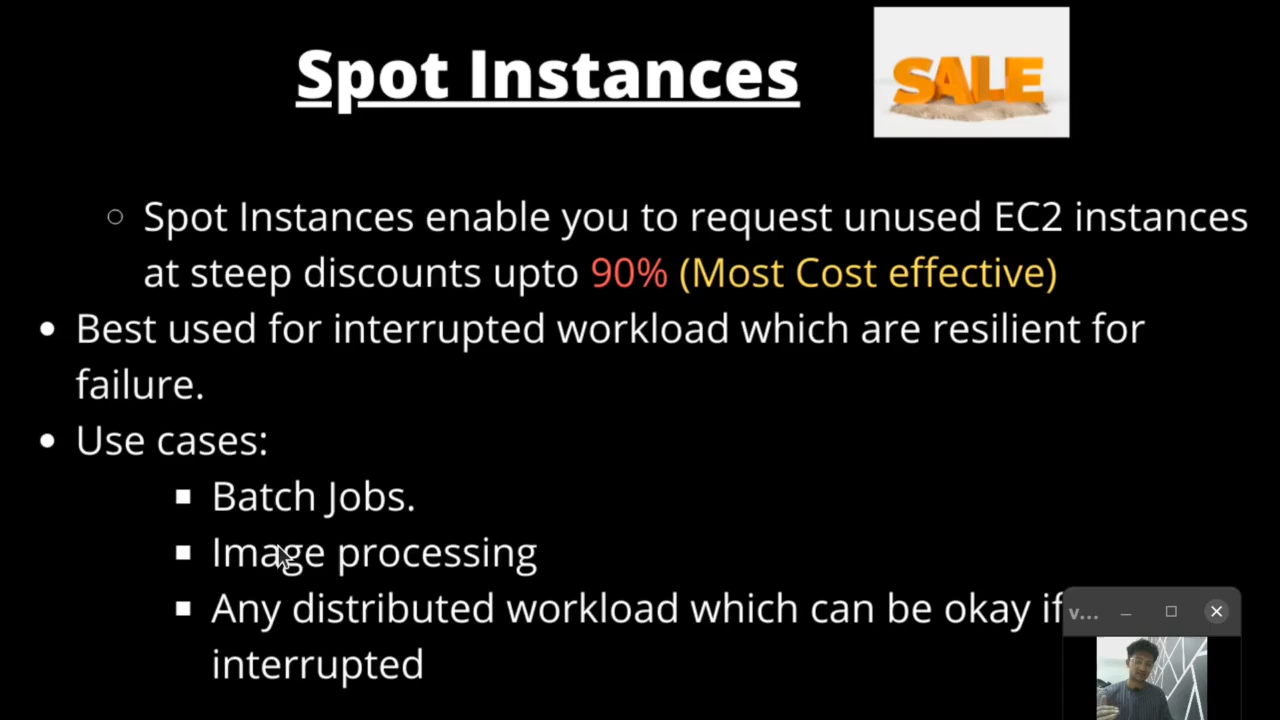 Spot Instances
SALE
Spot Instances enable you to request unused EC2 instances
at steep discounts upto 90% (Most Cost effective)
Best used for interrupted workload which are resilient for
failure.
Use cases:
Batch Jobs.
Image processing
Any distributed workload which can be okay if
interrupted
v...